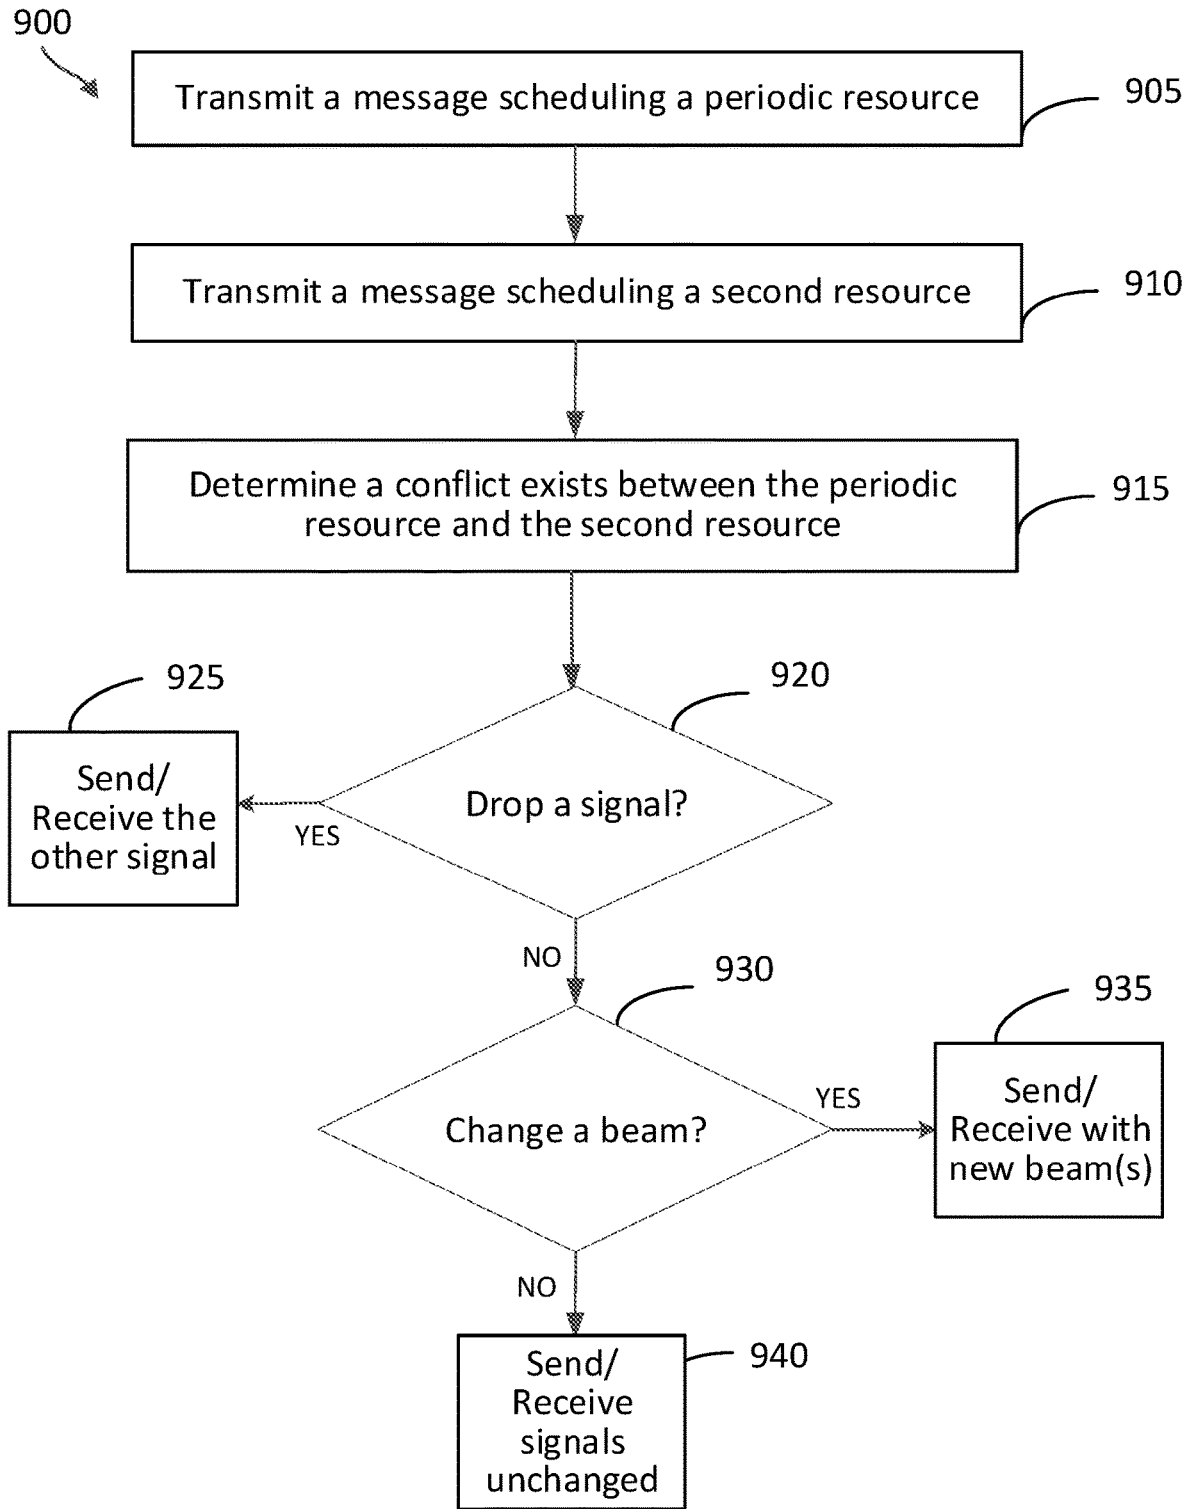 900
Transmit a message scheduling a periodic resource
905
Transmit a message scheduling a second resource
910
Determine a conflict exists between the periodic
resource and the second resource
915
925
920
Send/
Receive the
other signal
YES
Drop a signal?
NO
930
935
Change a beam?
YES
Send/
Receive with
new beam(s)
NO
940
Send/
Receive
signals
unchanged